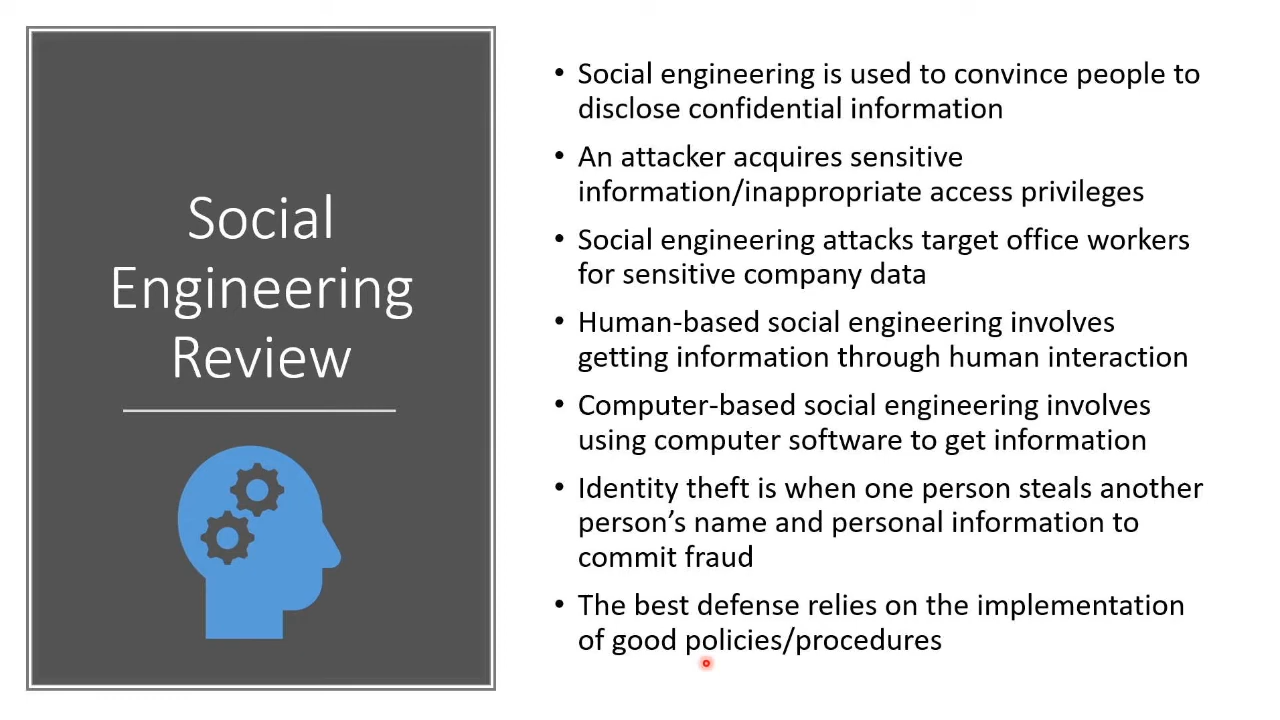 Social
Engineering
Review
• Social engineering is used to convince people to
disclose confidential information
• An attacker acquires sensitive
information/inappropriate access privileges
• Social engineering attacks target office workers
for sensitive company data
• Human-based social engineering involves
getting information through human interaction
• Computer-based social engineering involves
using computer software to get information
• Identity theft is when one person steals another
person’s name and personal information to
commit fraud
• The best defense relies on the implementation
of good policies/procedures